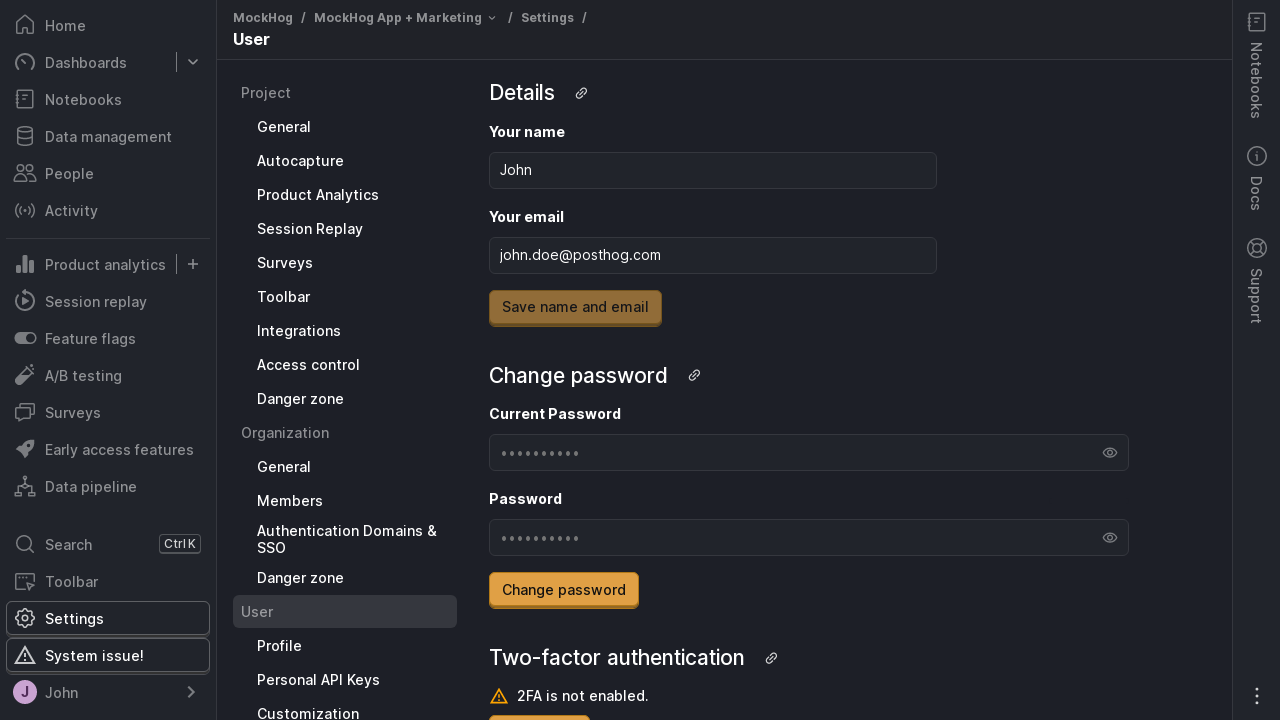 Home
Dashboards
Notebooks
Data management
People
Activity
Product analytics
Session replay
Feature flags
A/B testing
Surveys
Early access features
Data pipeline
Search Ctrl K
Toolbar
Settings
System issue!
J John
MockHog / MockHog App + Marketing / Settings /
User
Project
General
Autocapture
Product Analytics
Session Replay
Surveys
Toolbar
Integrations
Access control
Danger zone
Organization
General
Members
Authentication Domains &
SSO
Danger zone
User
Profile
Personal API Keys
Customization
Details
Your name
John
Your email
john.doe@posthog.com
Save name and email
Change password
Current Password
••••••••••
Password
••••••••••
Change password
Two-factor authentication
2FA is not enabled.
Notebooks
Docs
Support